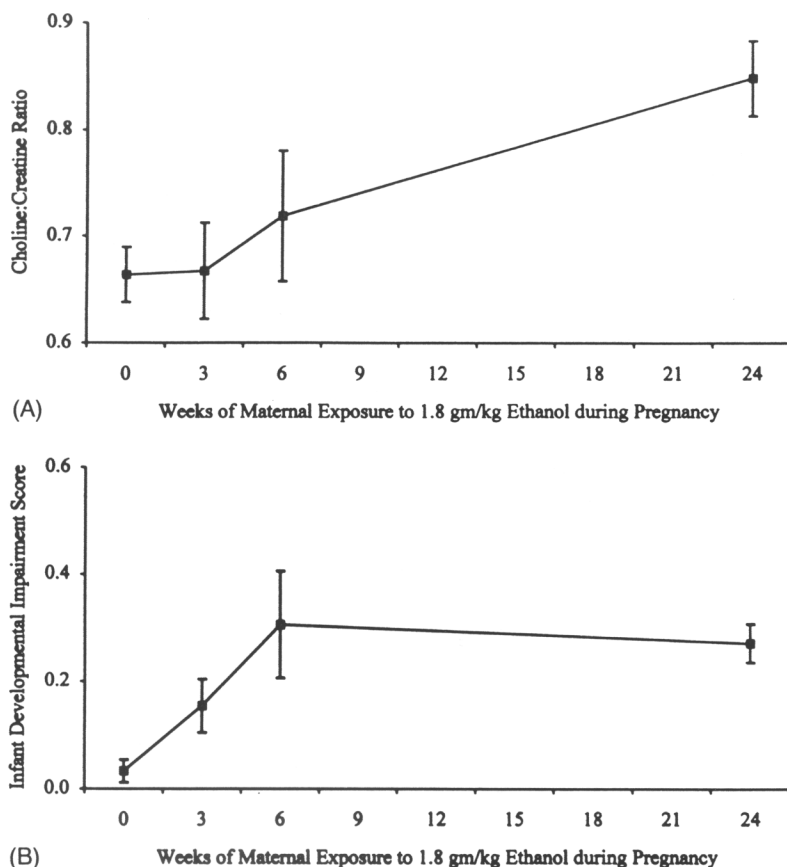 0.9
0.8
0.7
0.6
Choline:Creatine Ratio
0 3 6 9 12 15 18 21 24
(A) Weeks of Maternal Exposure to 1.8 gm/kg Ethanol during Pregnancy
0.6
0.4
0.2
0.0
Infant Developmental Impairment Score
0 3 6 9 12 15 18 21 24
(B) Weeks of Maternal Exposure to 1.8 gm/kg Ethanol during Pregnancy